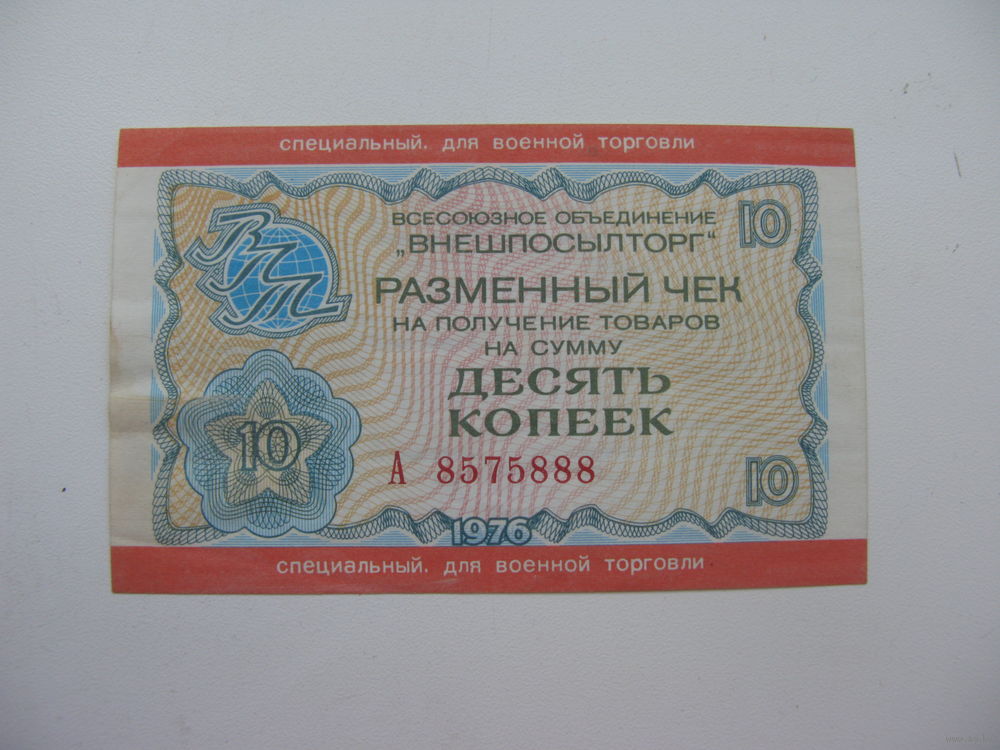 специальный. для военной торговли
ВПТ
ВСЕСОЮЗНОЕ ОБЪЕДИНЕНИЕ
„ВНЕШПОСЫЛТОРГ“
10
РАЗМЕННЫЙ ЧЕК
НА ПОЛУЧЕНИЕ ТОВАРОВ
НА СУММУ
ДЕСЯТЬ
КОПЕЕК
10
А 8575888
10
1976
специальный. для военной торговли